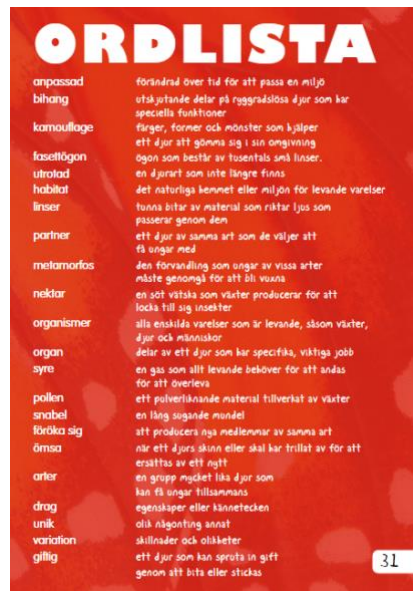 ORDLISTA
anpassad förändrad över tid för att passa en miljö
bihang utskjutande delar på ryggradslösa djur som har
speciella funktioner
kamouflage färger, former och mönster som hjälper
ett djur att gömma sig i sin omgivning
fasettögon ögon som består av tusentals små linser.
utrotad en djurart som inte längre finns
habitat det naturliga hemmet eller miljön för levande varelser
linser tunna bitar av material som riktar ljus som
passerar genom dem
partner ett djur av samma art som de väljer att
få ungar med
metamorfos den förvandling som ungar av vissa arter
måste genomgå för att bli vuxna
nektar en söt vätska som växter producerar för att
locka till sig insekter
organismer alla enskilda varelser som är levande, såsom växter,
djur och människor
organ delar av ett djur som har specifika, viktiga jobb
syre en gas som allt levande behöver för att andas
för att överleva
pollen ett pulverliknande material tillverkat av växter
snabel en lång sugande mundel
föröka sig att producera nya medlemmar av samma art
ömsa när ett djurs skinn eller skal har trillat av för att
ersättas av ett nytt
arter en grupp mycket lika djur som
kan få ungar tillsammans
drag egenskaper eller kännetecken
unik olik någonting annat
variation skillnader och olikheter
giftig ett djur som kan spruta in gift
genom att bita eller stickas
31